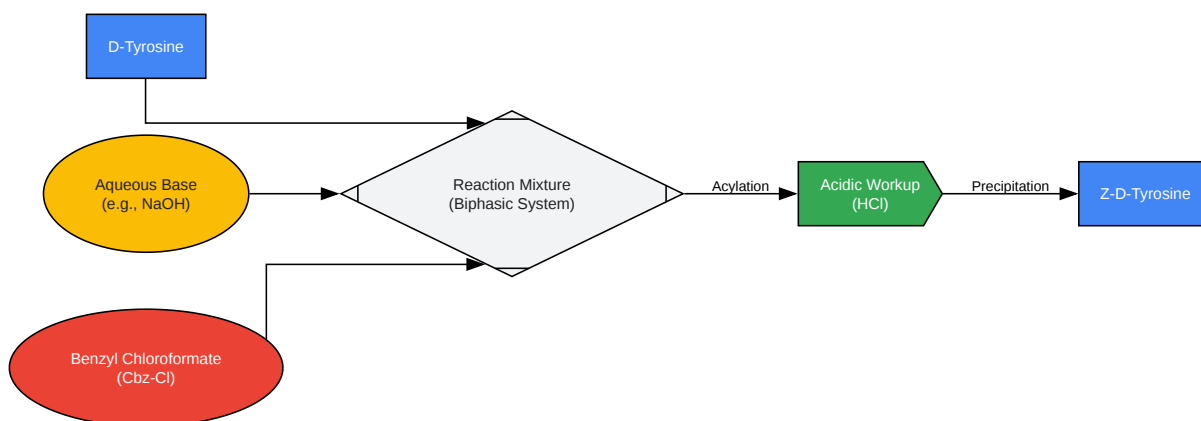 D-Tyrosine
Aqueous Base
(e.g., NaOH)
Reaction Mixture
(Biphasic System)
Acylation
Acidic Workup
(HCl)
Precipitation
Z-D-Tyrosine
Benzyl Chloroformate
(Cbz-Cl)